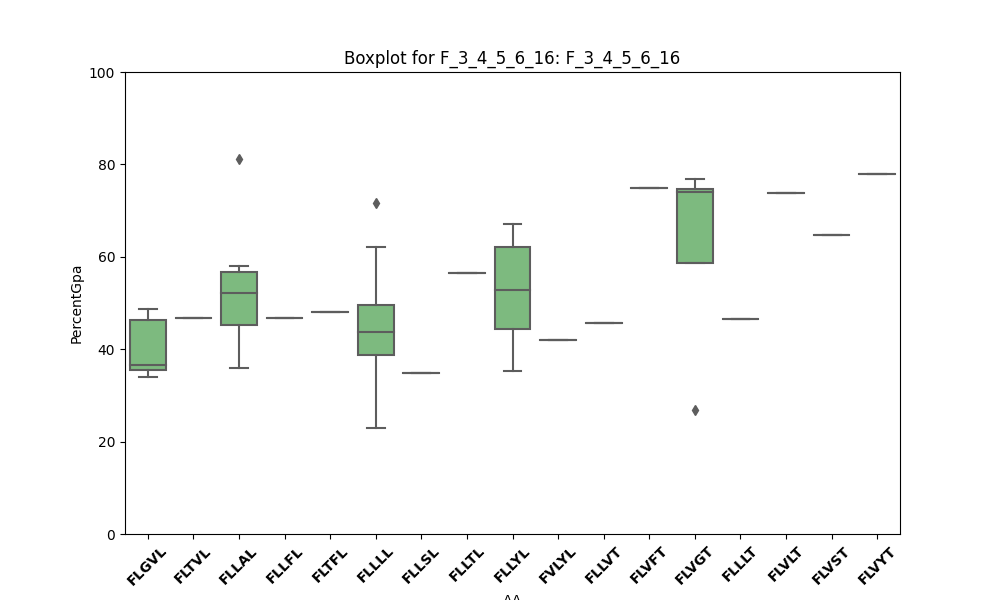 Boxplot for F_3_4_5_6_16: F_3_4_5_6_16
100
80
60
40
20
0
PercentGpa
FLGVL
FLTVL
FLLAL
FLLFL
FLTFL
FLLLL
FLLSL
FLLTL
FLLYL
FVLYL
FLLVT
FLVFT
FLVGT
FLLLT
FLVLT
FLVST
FLVYT
AA